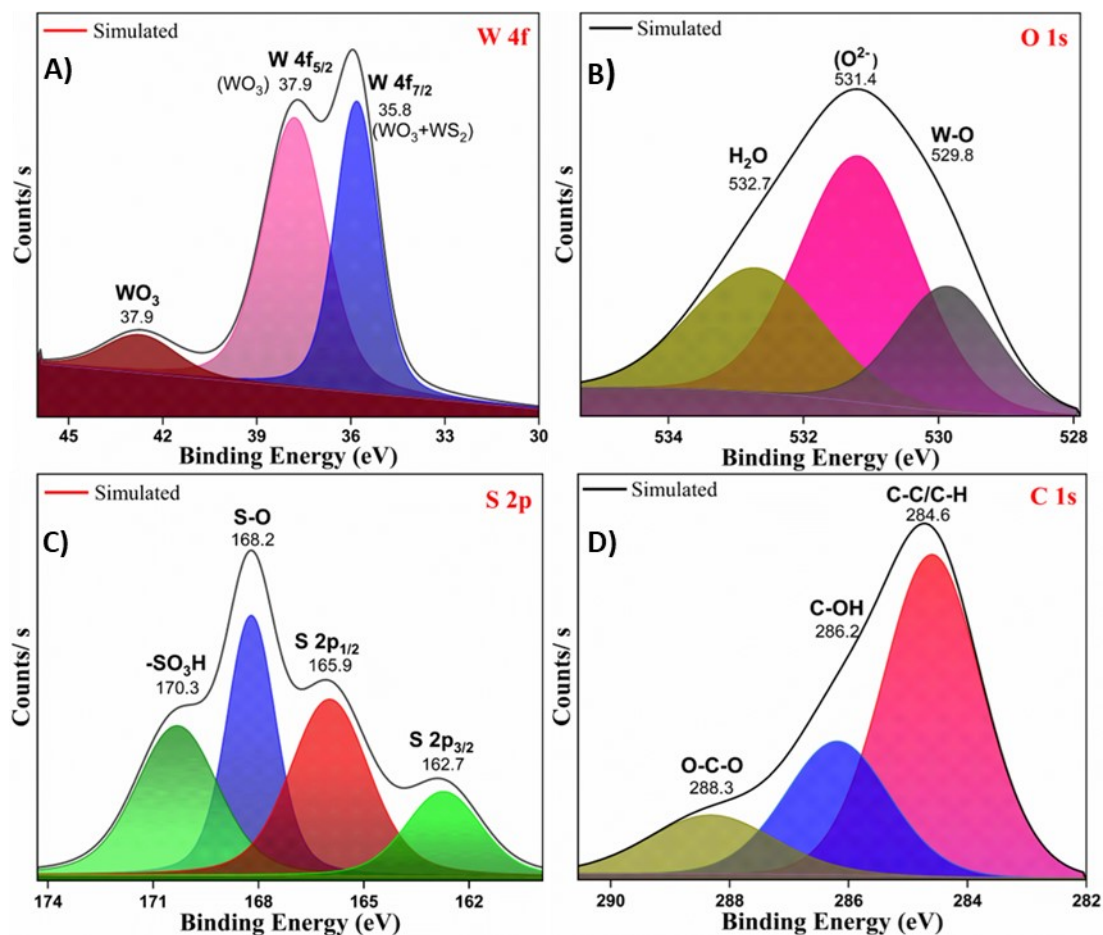 Simulated
W 4f
A)
W 4f5/2
(WO3) 37.9
W 4f7/2
35.8
(WO3+WS2)
WO3
37.9
Counts/ s
45 42 39 36 33 30
Binding Energy (eV)
Simulated
O 1s
B)
(O2-)
531.4
W-O
529.8
H2O
532.7
Counts/ s
534 532 530 528
Binding Energy (eV)
Simulated
S 2p
C)
S-O
168.2
S 2p1/2
165.9
-SO3H
170.3
S 2p3/2
162.7
Counts/ s
174 171 168 165 162
Binding Energy (eV)
Simulated
C 1s
D)
C-C/C-H
284.6
C-OH
286.2
O-C-O
288.3
Counts/ s
290 288 286 284 282
Binding Energy (eV)